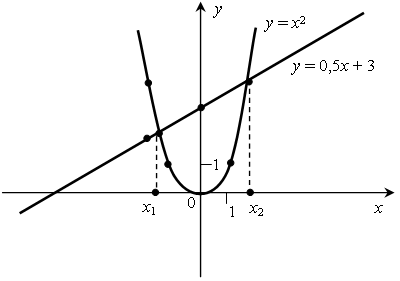 y
y = x²
y = 0,5x + 3
1
x₁
0
1
x₂
x